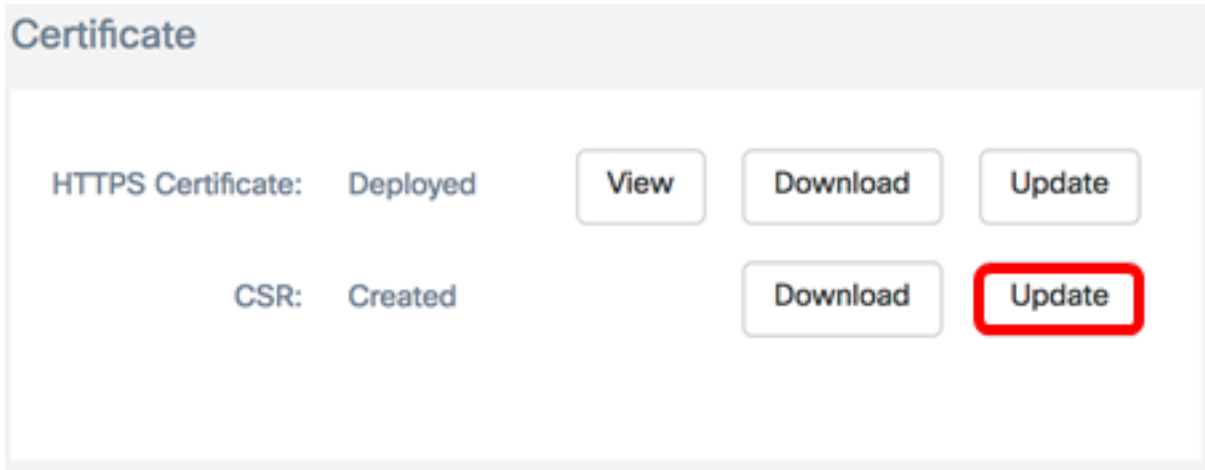 Certificate
HTTPS Certificate: Deployed View Download Update
CSR: Created Download Update